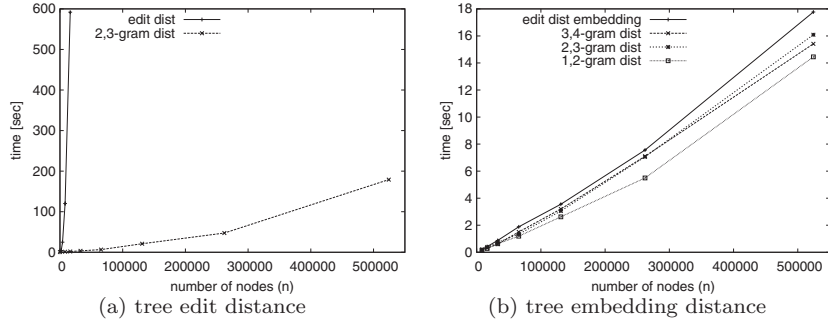 edit dist
2,3-gram dist
600
500
400
300
200
100
0
time [sec]
0 100000 200000 300000 400000 500000
number of nodes (n)
(a) tree edit distance
edit dist embedding
3,4-gram dist
2,3-gram dist
1,2-gram dist
18
16
14
12
10
8
6
4
2
0
time [sec]
0 100000 200000 300000 400000 500000
number of nodes (n)
(b) tree embedding distance